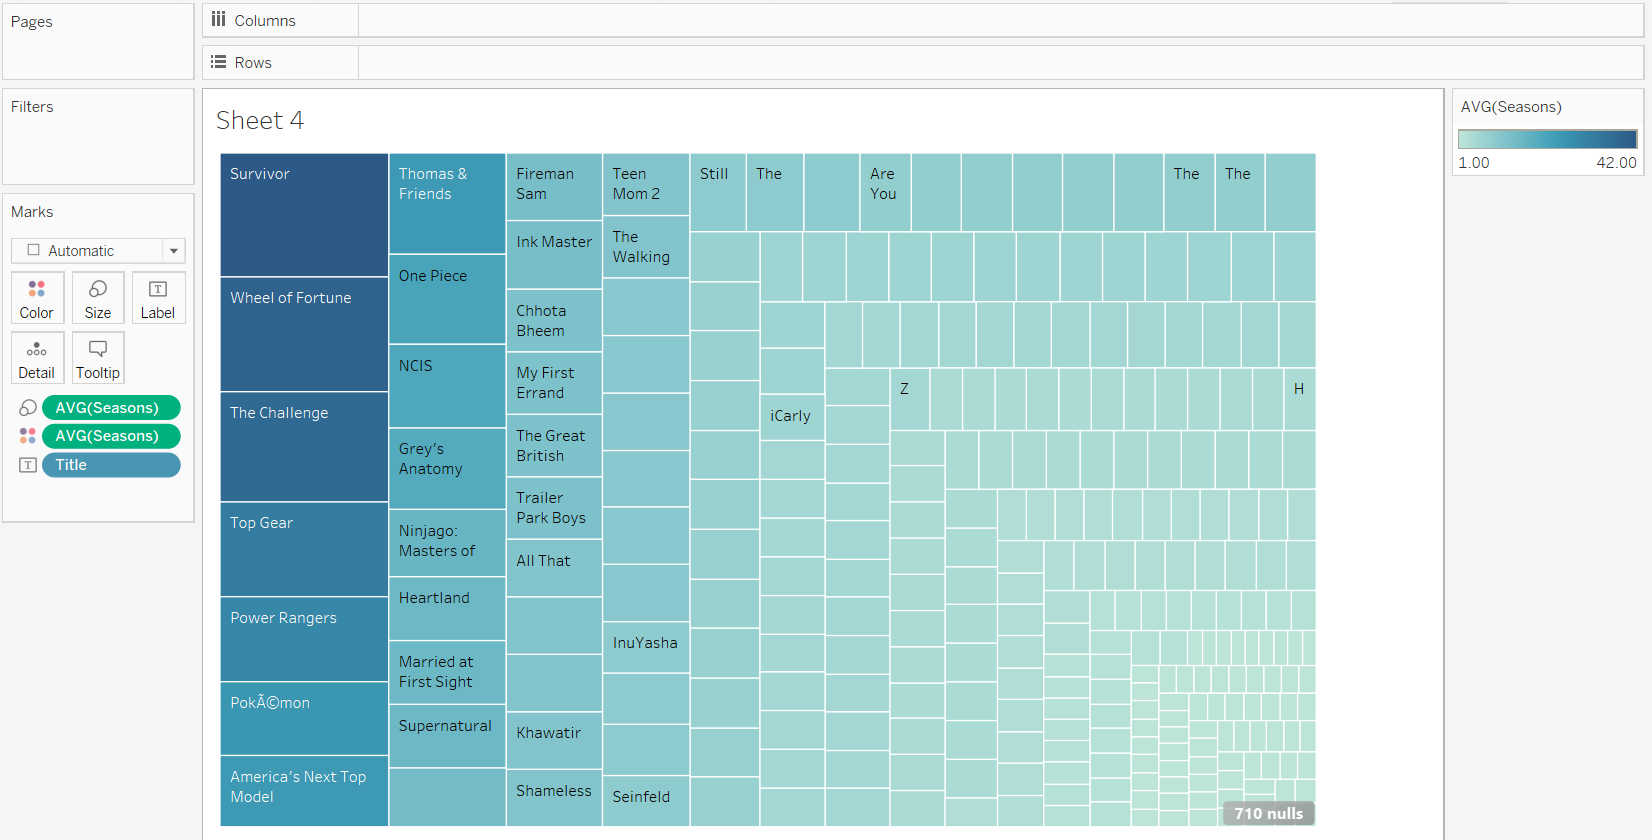 Pages
Columns
Rows
Filters
Marks
Automatic
Color
Size
Label
Detail
Tooltip
AVG(Seasons)
AVG(Seasons)
Title
Sheet 4
Survivor
Wheel of Fortune
The Challenge
Top Gear
Power Rangers
PokÃ©mon
America's Next Top
Model
Thomas &
Friends
One Piece
NCIS
Grey's
Anatomy
Ninjago:
Masters of
Heartland
Married at
First Sight
Supernatural
Fireman
Sam
Ink Master
Chhota
Bheem
My First
Errand
The Great
British
Trailer
Park Boys
All That
Khawatir
Shameless
Teen
Mom 2
The
Walking
InuYasha
Seinfeld
Still
The
Are
You
The
The
iCarly
Z
H
710 nulls
AVG(Seasons)
1.00
42.00